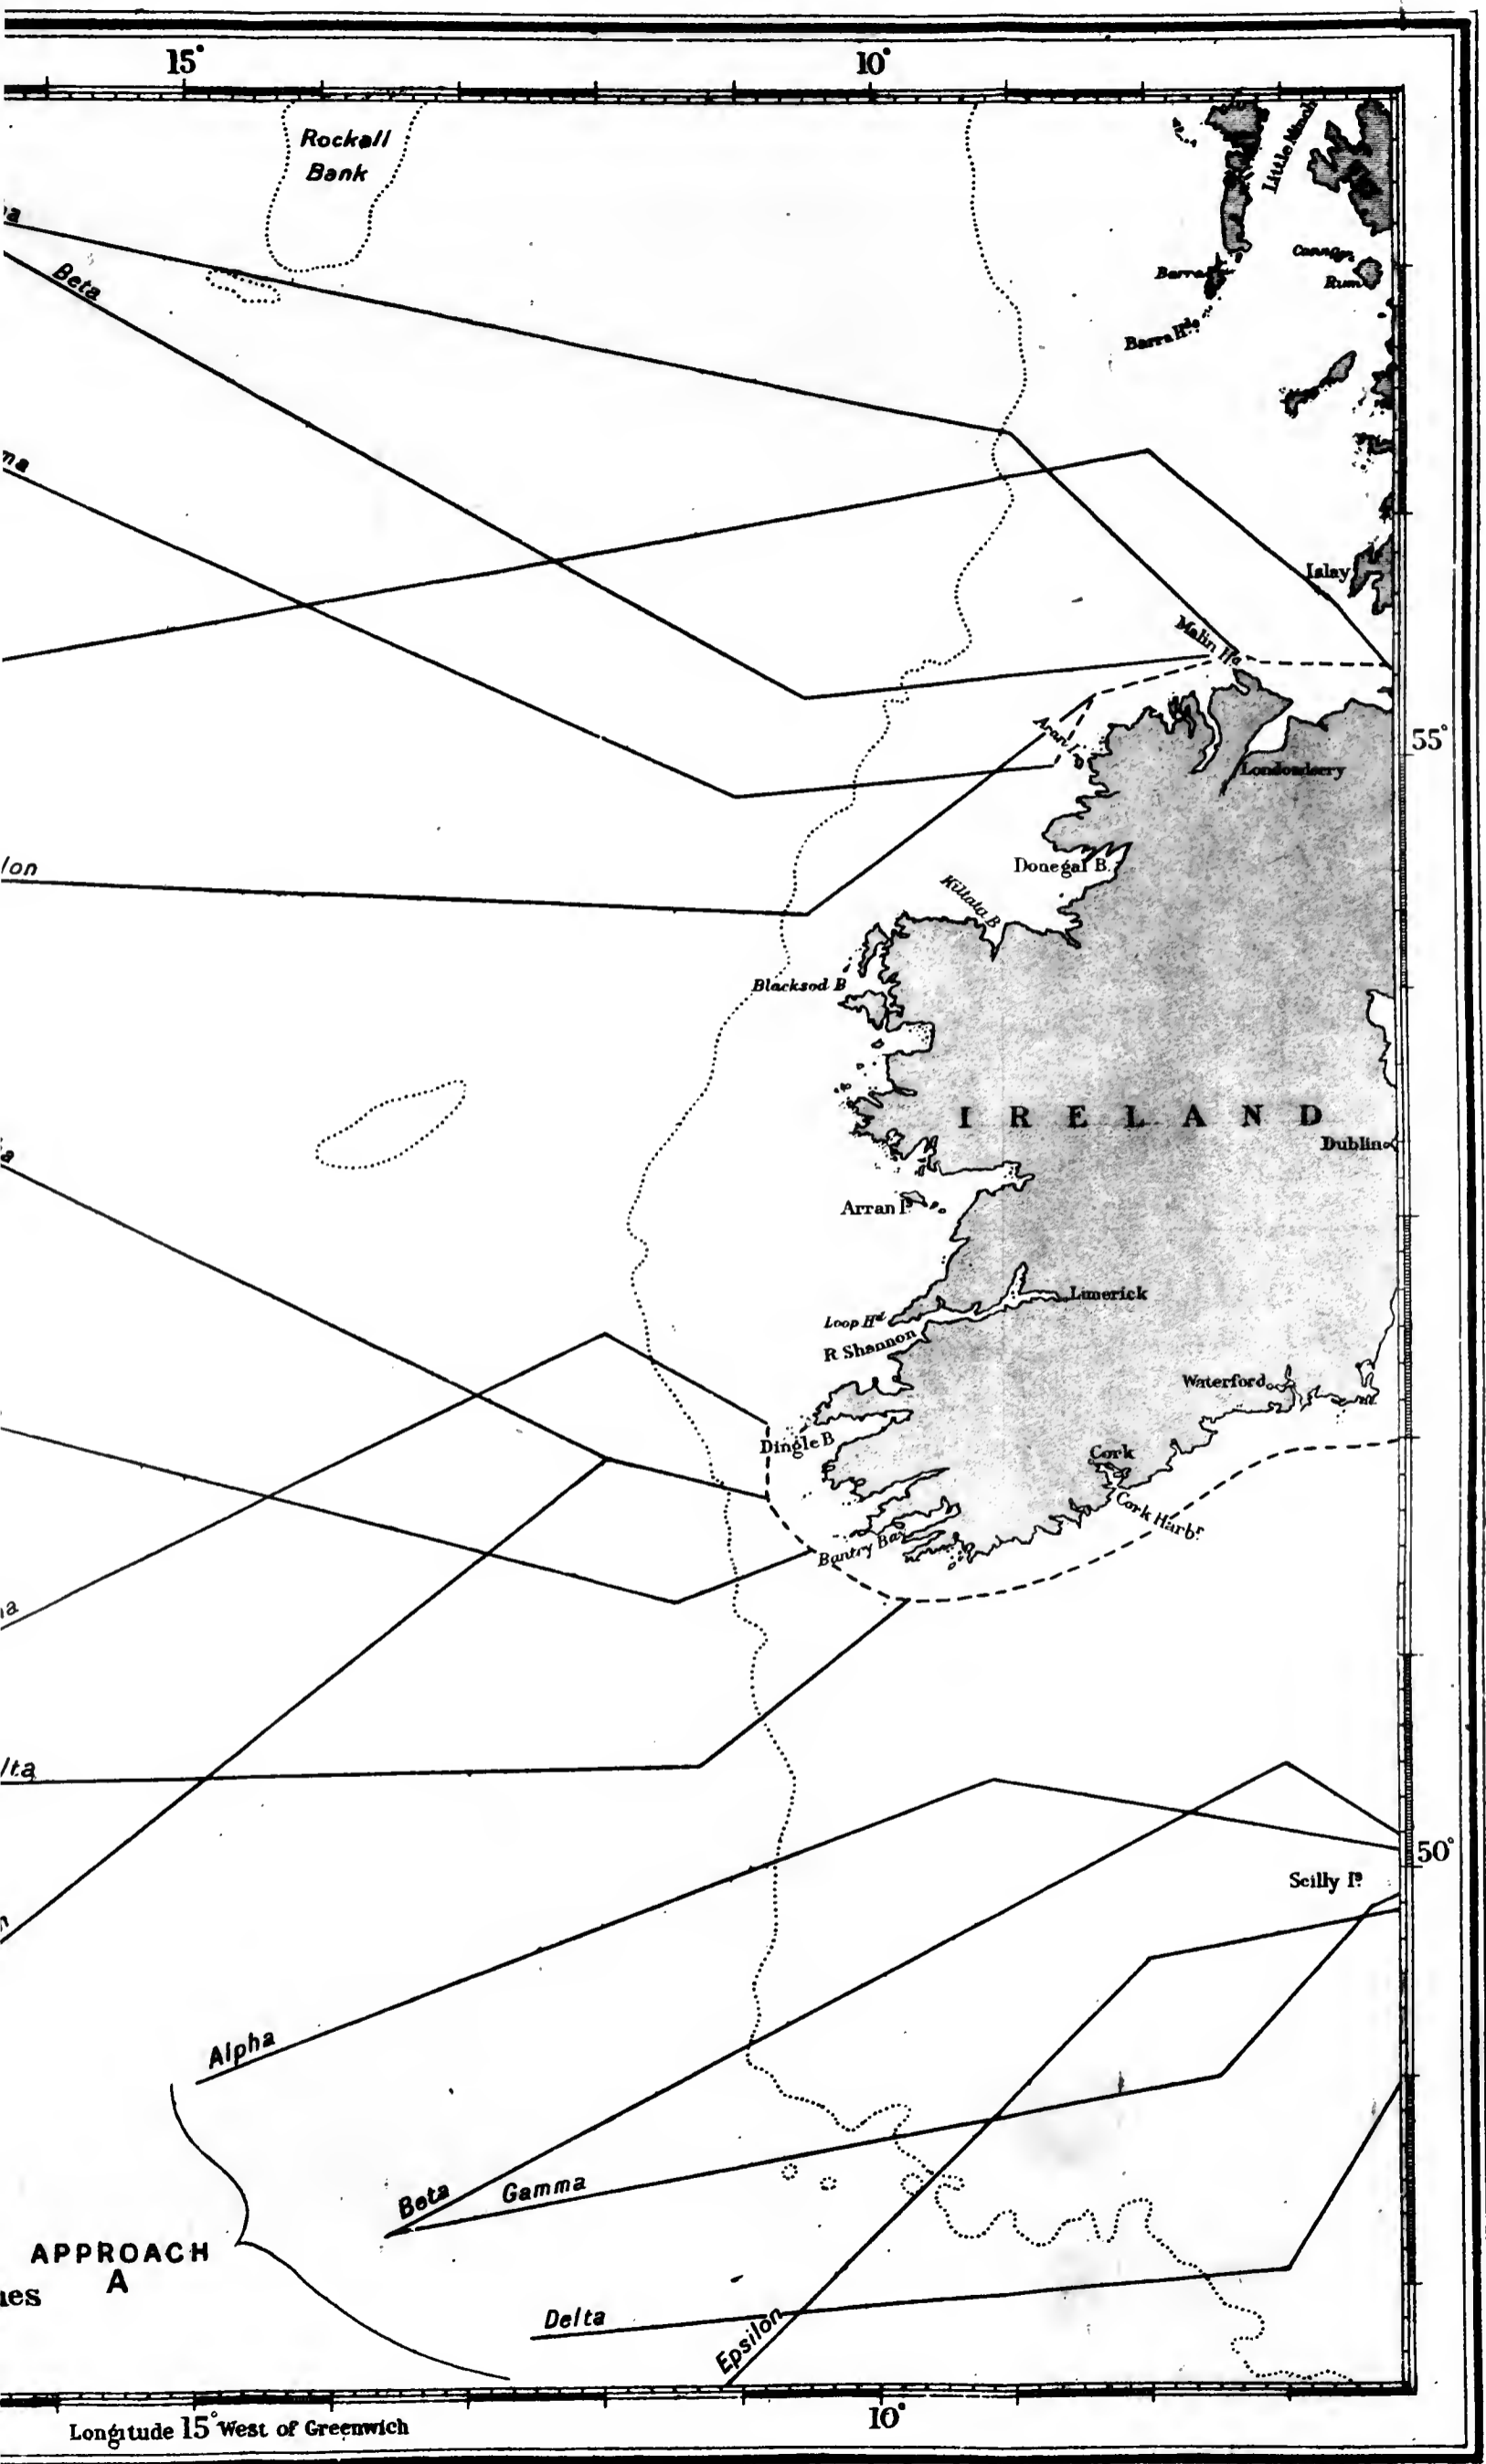 15° 10°
Rockall
Bank
Little Minch
Beta
Barra
Rum
Barra Hd.
Islay
Malin Hd.
Aran I.
55°
Londonderry
lon
Donegal B.
Killala B
Blacksod B
IRELAND
Dublin
Arran Is.
Limerick
Loop Hd.
R Shannon
Waterford
Dingle B
Cork
Cork Harbr.
Bantry Bay
lta
50°
Scilly Is.
Alpha
Beta
Gamma
APPROACH
A
Delta
Epsilon
Longitude 15° West of Greenwich 10°